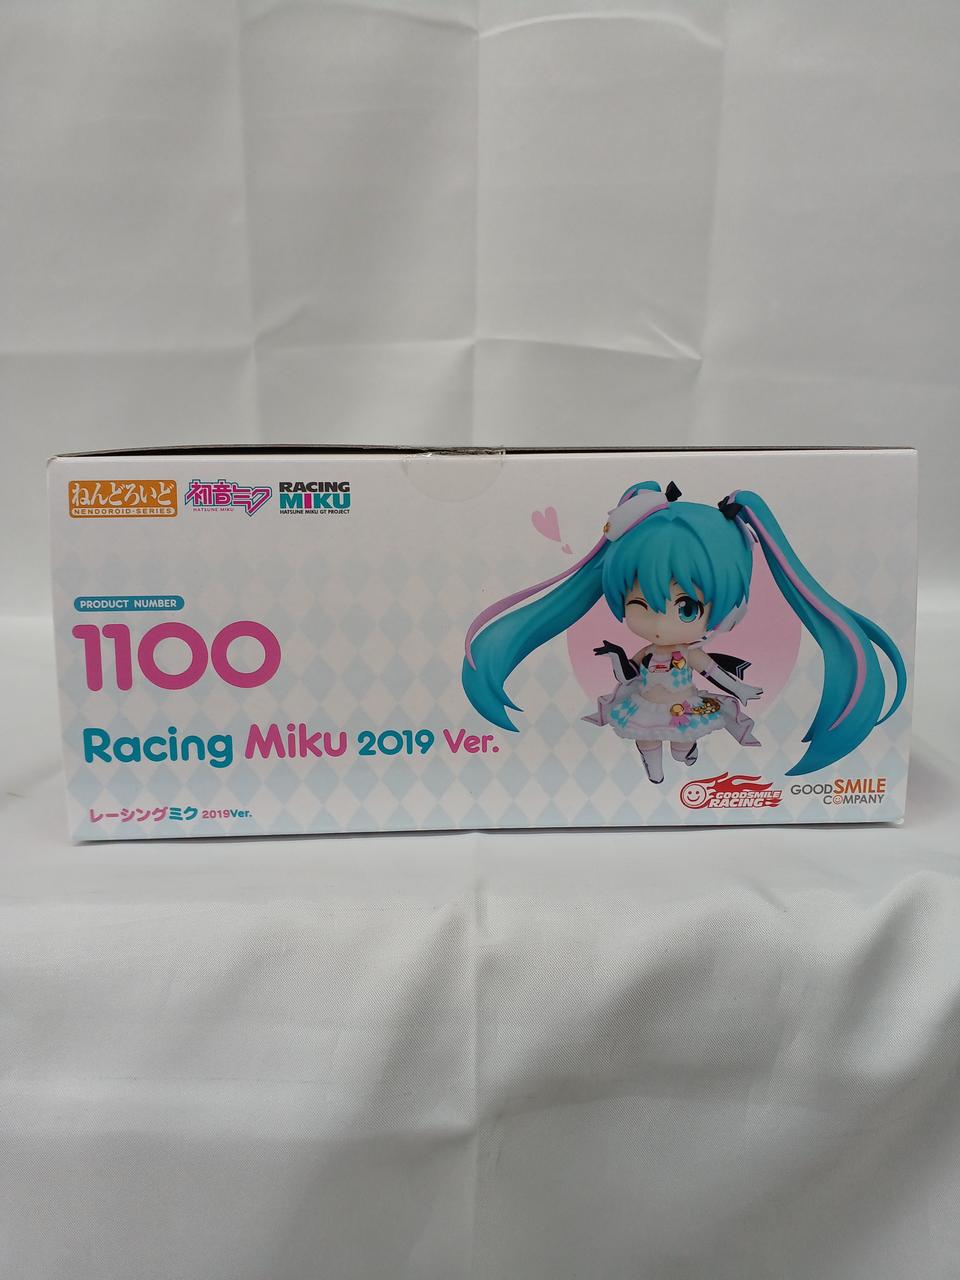 ねんどろいど
NENDOROID-SERIES
初音ミク
HATSUNE MIKU
RACING
MIKU
HATSUNE MIKU GT PROJECT
PRODUCT NUMBER
1100
Racing Miku 2019 Ver.
レーシングミク 2019Ver.
GOODSMILE
RACING
GOOD SMILE
COMPANY